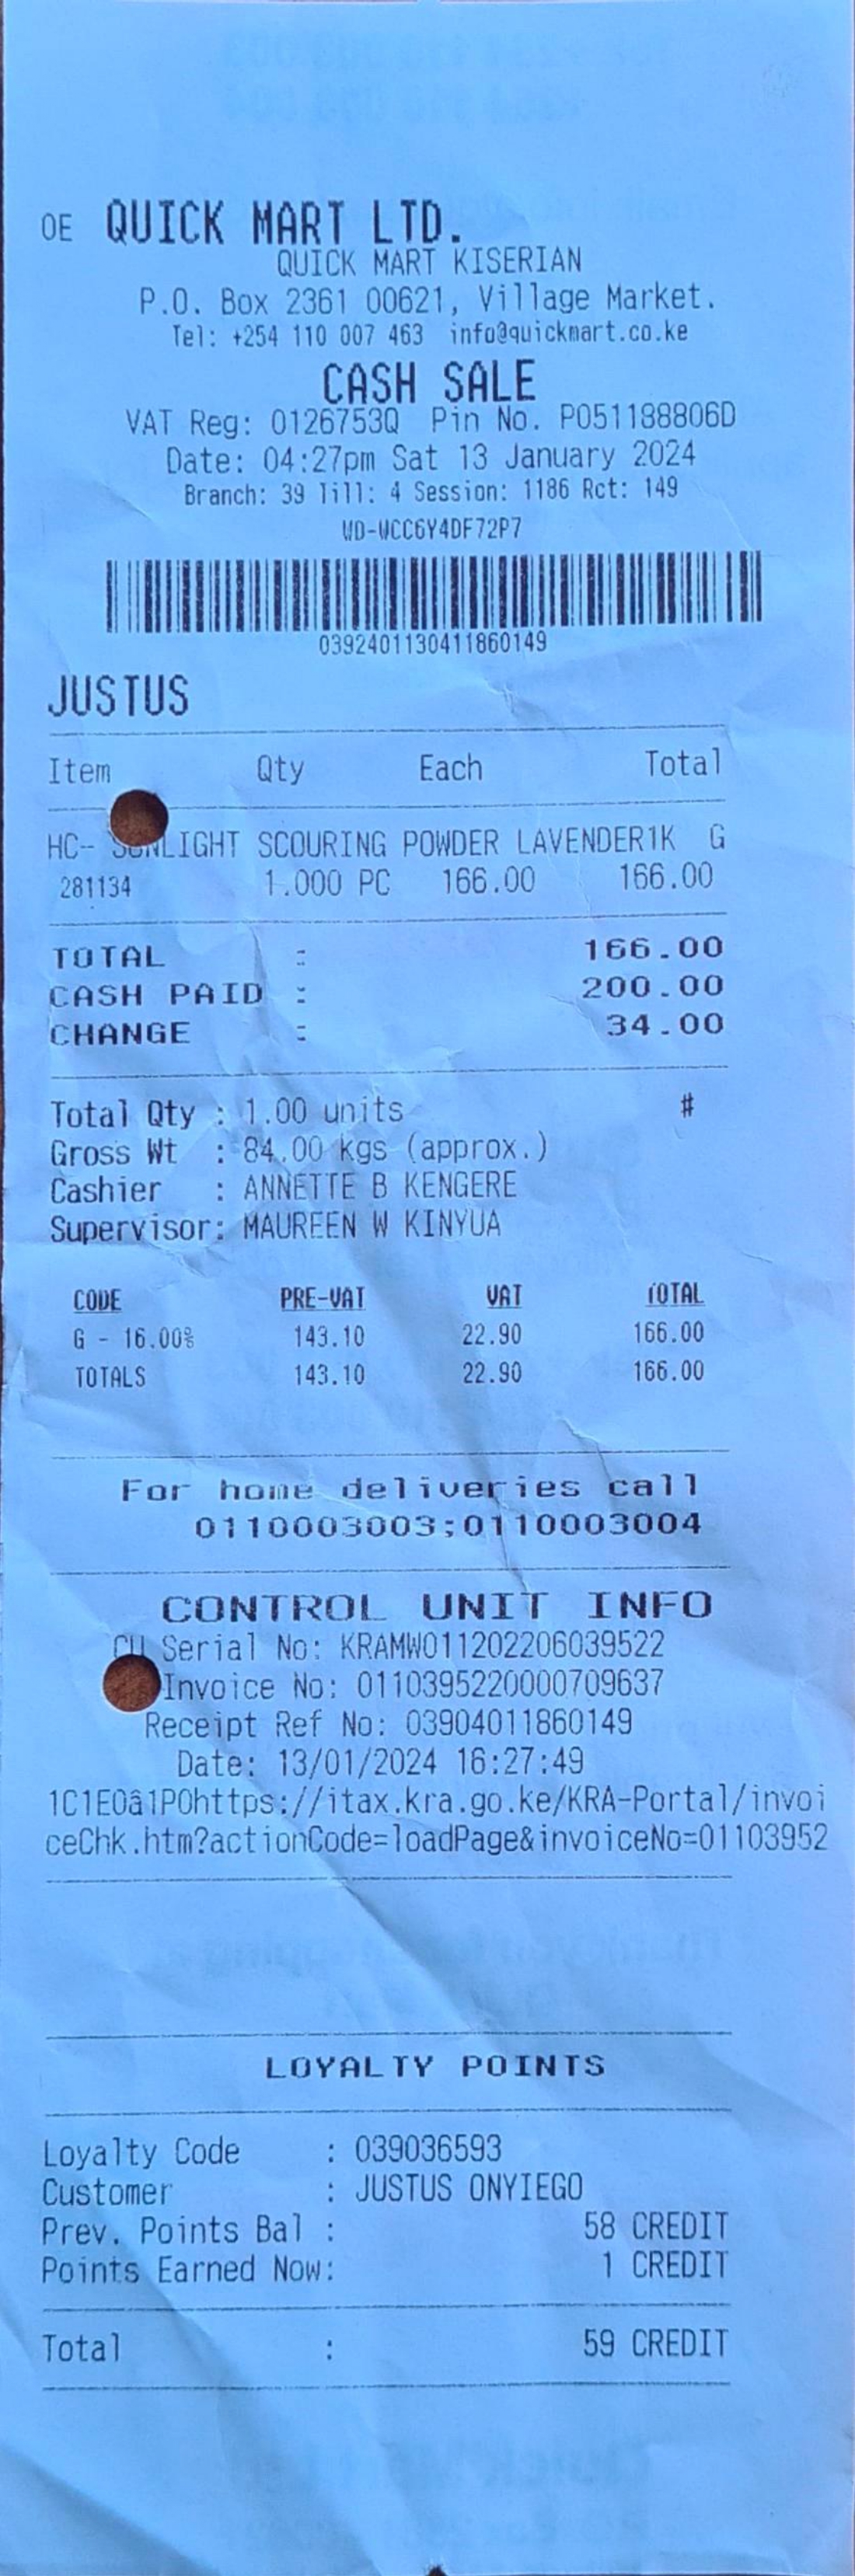 OE QUICK MART LTD.
QUICK MART KISERIAN
P.O. Box 2361 00621, Village Market.
Tel: +254 110 007 463 info@quickmart.co.ke
CASH SALE
VAT Reg: 0126753Q Pin No. P051188806D
Date: 04:27pm Sat 13 January 2024
Branch: 39 Till: 4 Session: 1186 Rct: 149
WD-WCC6Y4DF72P7
0392401130411860149
JUSTUS
Item Qty Each Total
HC- SUNLIGHT SCOURING POWDER LAVENDER1K G
281134 1.000 PC 166.00 166.00
TOTAL : 166.00
CASH PAID : 200.00
CHANGE : 34.00
Total Qty : 1.00 units #
Gross Wt : 84.00 kgs (approx.)
Cashier : ANNETTE B KENGERE
Supervisor: MAUREEN W KINYUA
CODE PRE-VAT VAT TOTAL
G - 16.00% 143.10 22.90 166.00
TOTALS 143.10 22.90 166.00
For home deliveries call
0110003003;0110003004
CONTROL UNIT INFO
CU Serial No: KRAMW011202206039522
Invoice No: 0110395220000709637
Receipt Ref No: 03904011860149
Date: 13/01/2024 16:27:49
1C1E0â1P0https://itax.kra.go.ke/KRA-Portal/invoi
ceChk.htm?actionCode=loadPage&invoiceNo=01103952
LOYALTY POINTS
Loyalty Code : 039036593
Customer : JUSTUS ONYIEGO
Prev. Points Bal : 58 CREDIT
Points Earned Now: 1 CREDIT
Total : 59 CREDIT